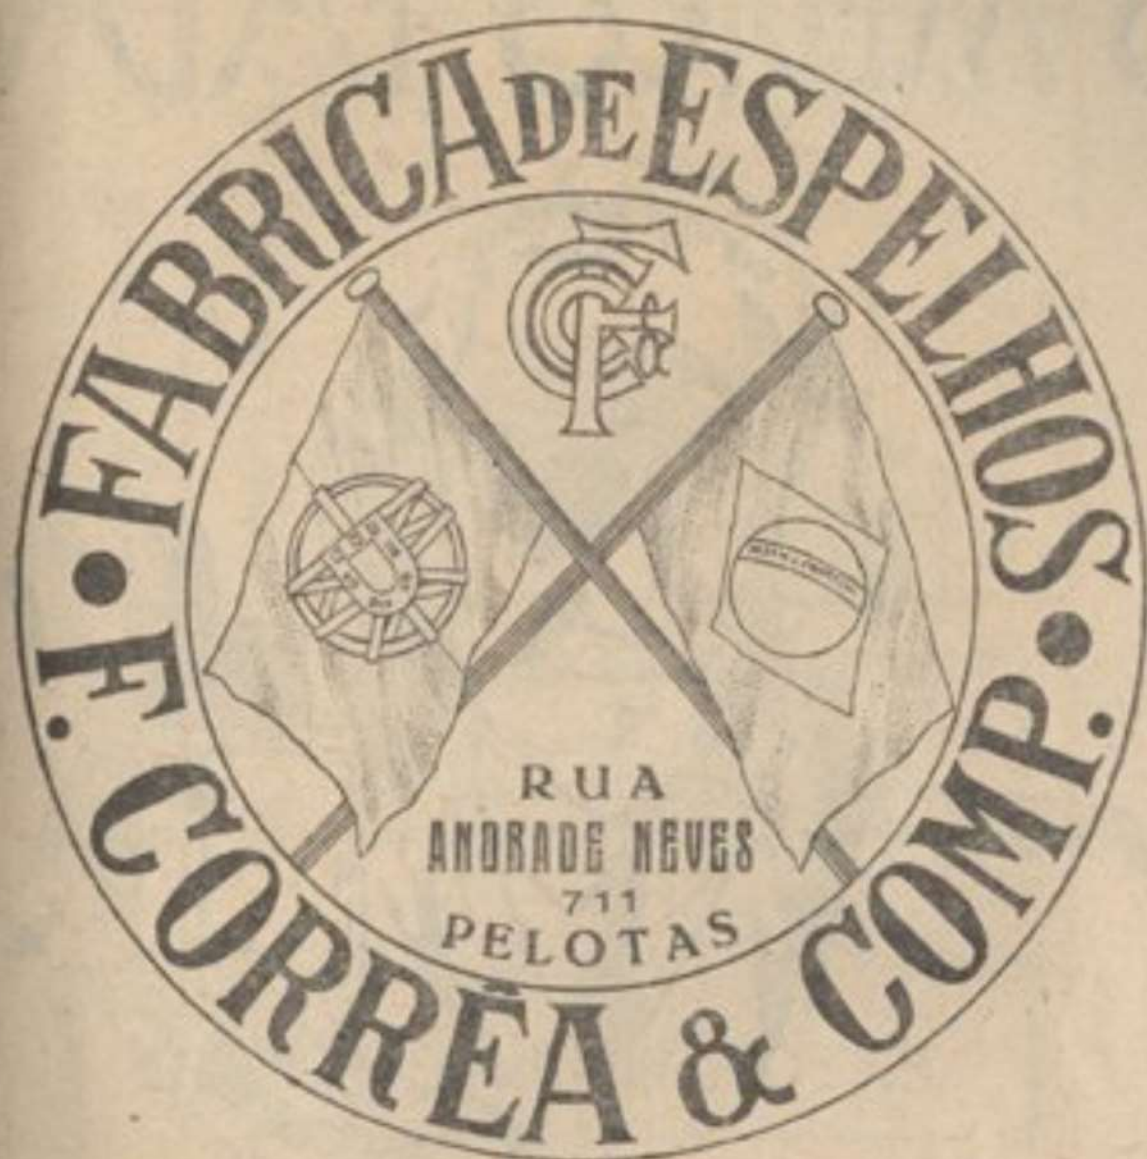 FABRICA DE ESPELHOS
F. CORRÊA & COMP.
RUA
ANDRADE NEVES
711
PELOTAS